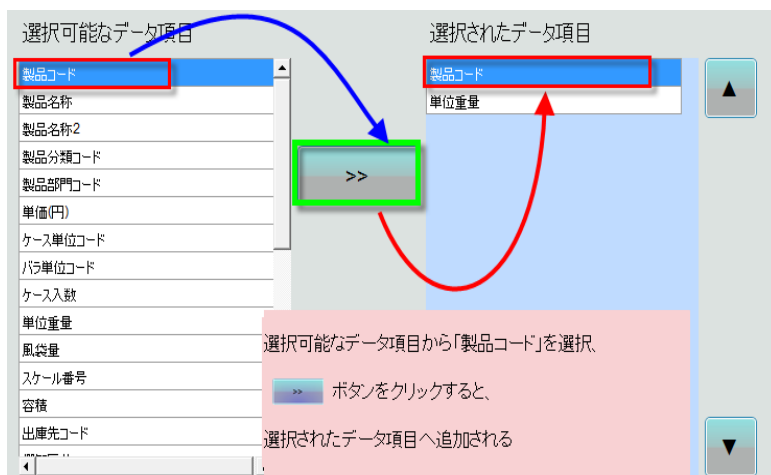 選択可能なデータ項目
製品コード
製品名称
製品名称2
製品分類コード
製品部門コード
単価(円)
ケース単位コード
バラ単位コード
ケース入数
単位重量
風袋量
スケール番号
容積
出庫先コード
>>
選択されたデータ項目
製品コード
単位重量
▲
▼
選択可能なデータ項目から「製品コード」を選択、
>> ボタンをクリックすると、
選択されたデータ項目へ追加される